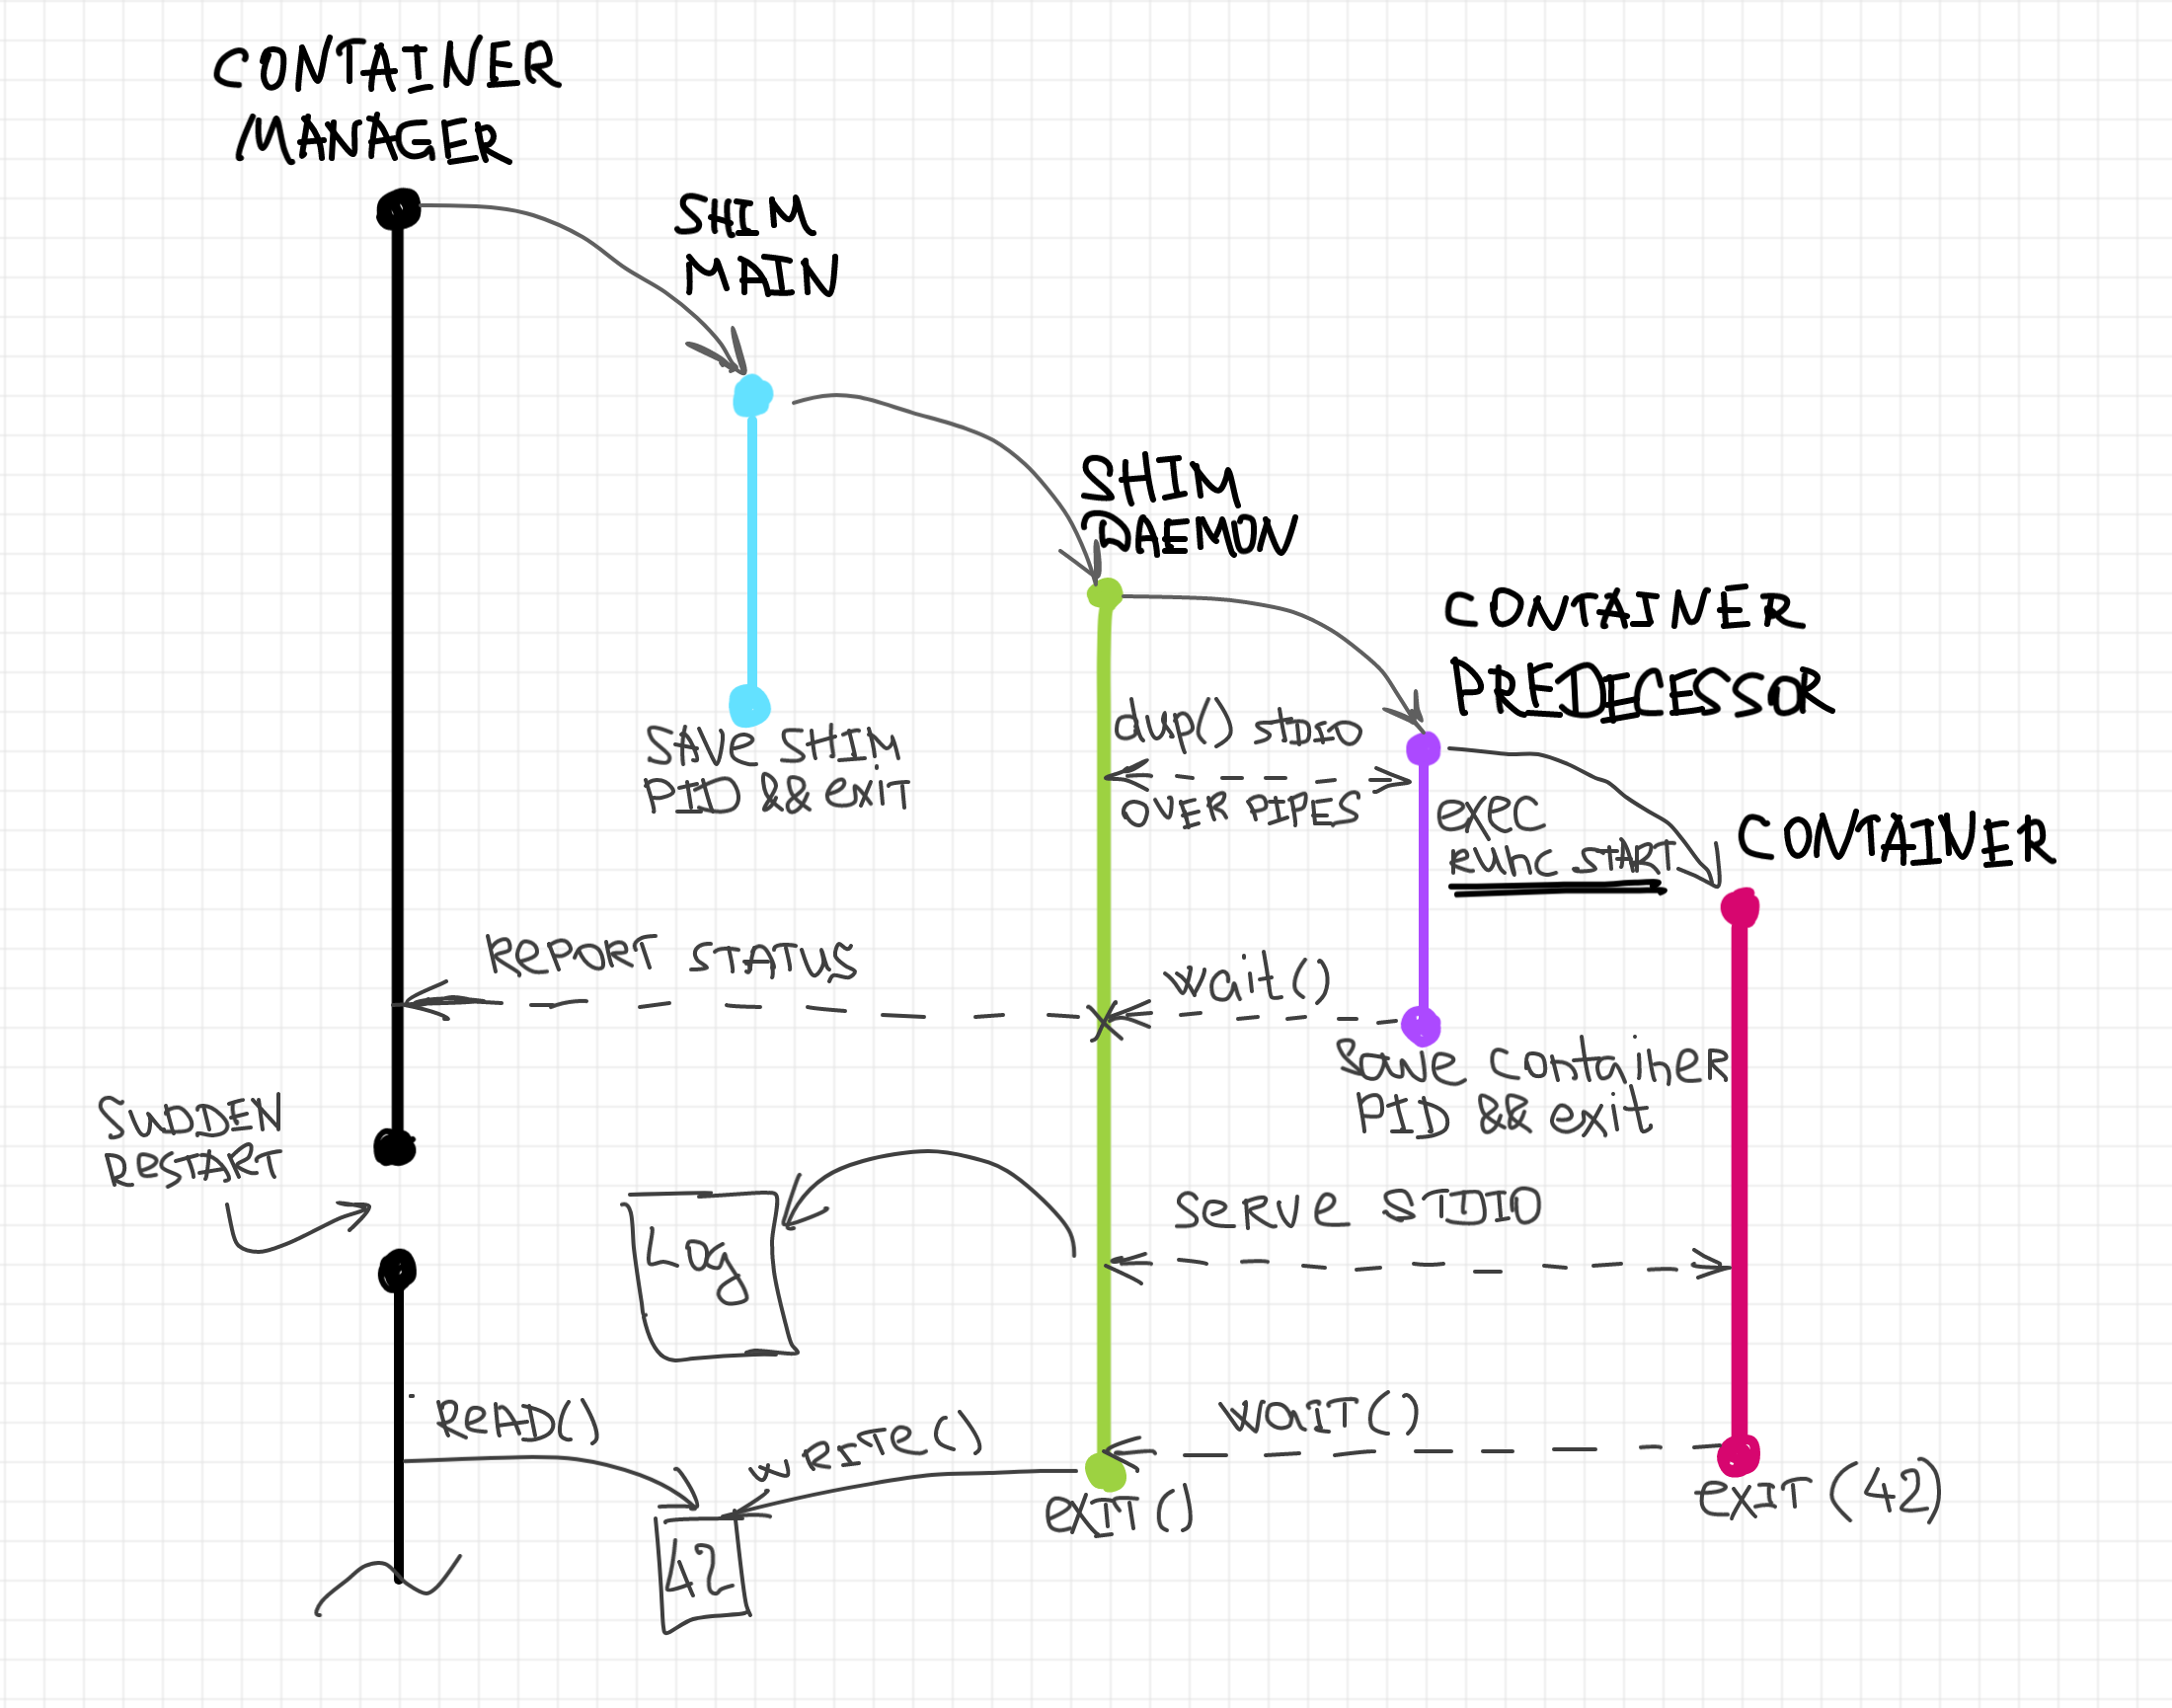 CONTAINER
MANAGER
SHIM
MAIN
SHIM
DAEMON
CONTAINER
PREDECESSOR
SAVe SHIM
PID && exit
dup() STDIO
OVER PIPES
exec
runc START
CONTAINER
RePORT STATUS
wait()
Save container
PID && exit
SUDDEN
ReSTART
Log
Serve STDIO
ReAD()
wRITe()
waIT()
exIT()
exIT (42)
42